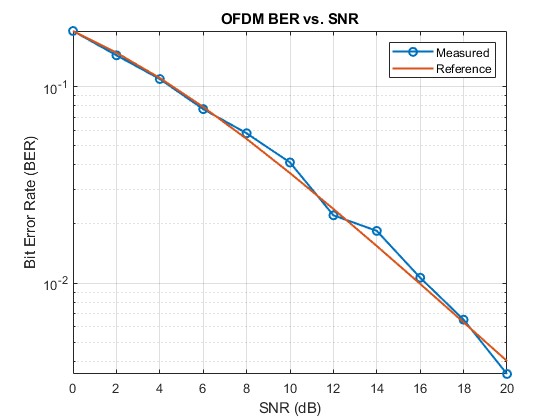 OFDM BER vs. SNR
Measured
Reference
10⁻¹
10⁻²
Bit Error Rate (BER)
0 2 4 6 8 10 12 14 16 18 20
SNR (dB)